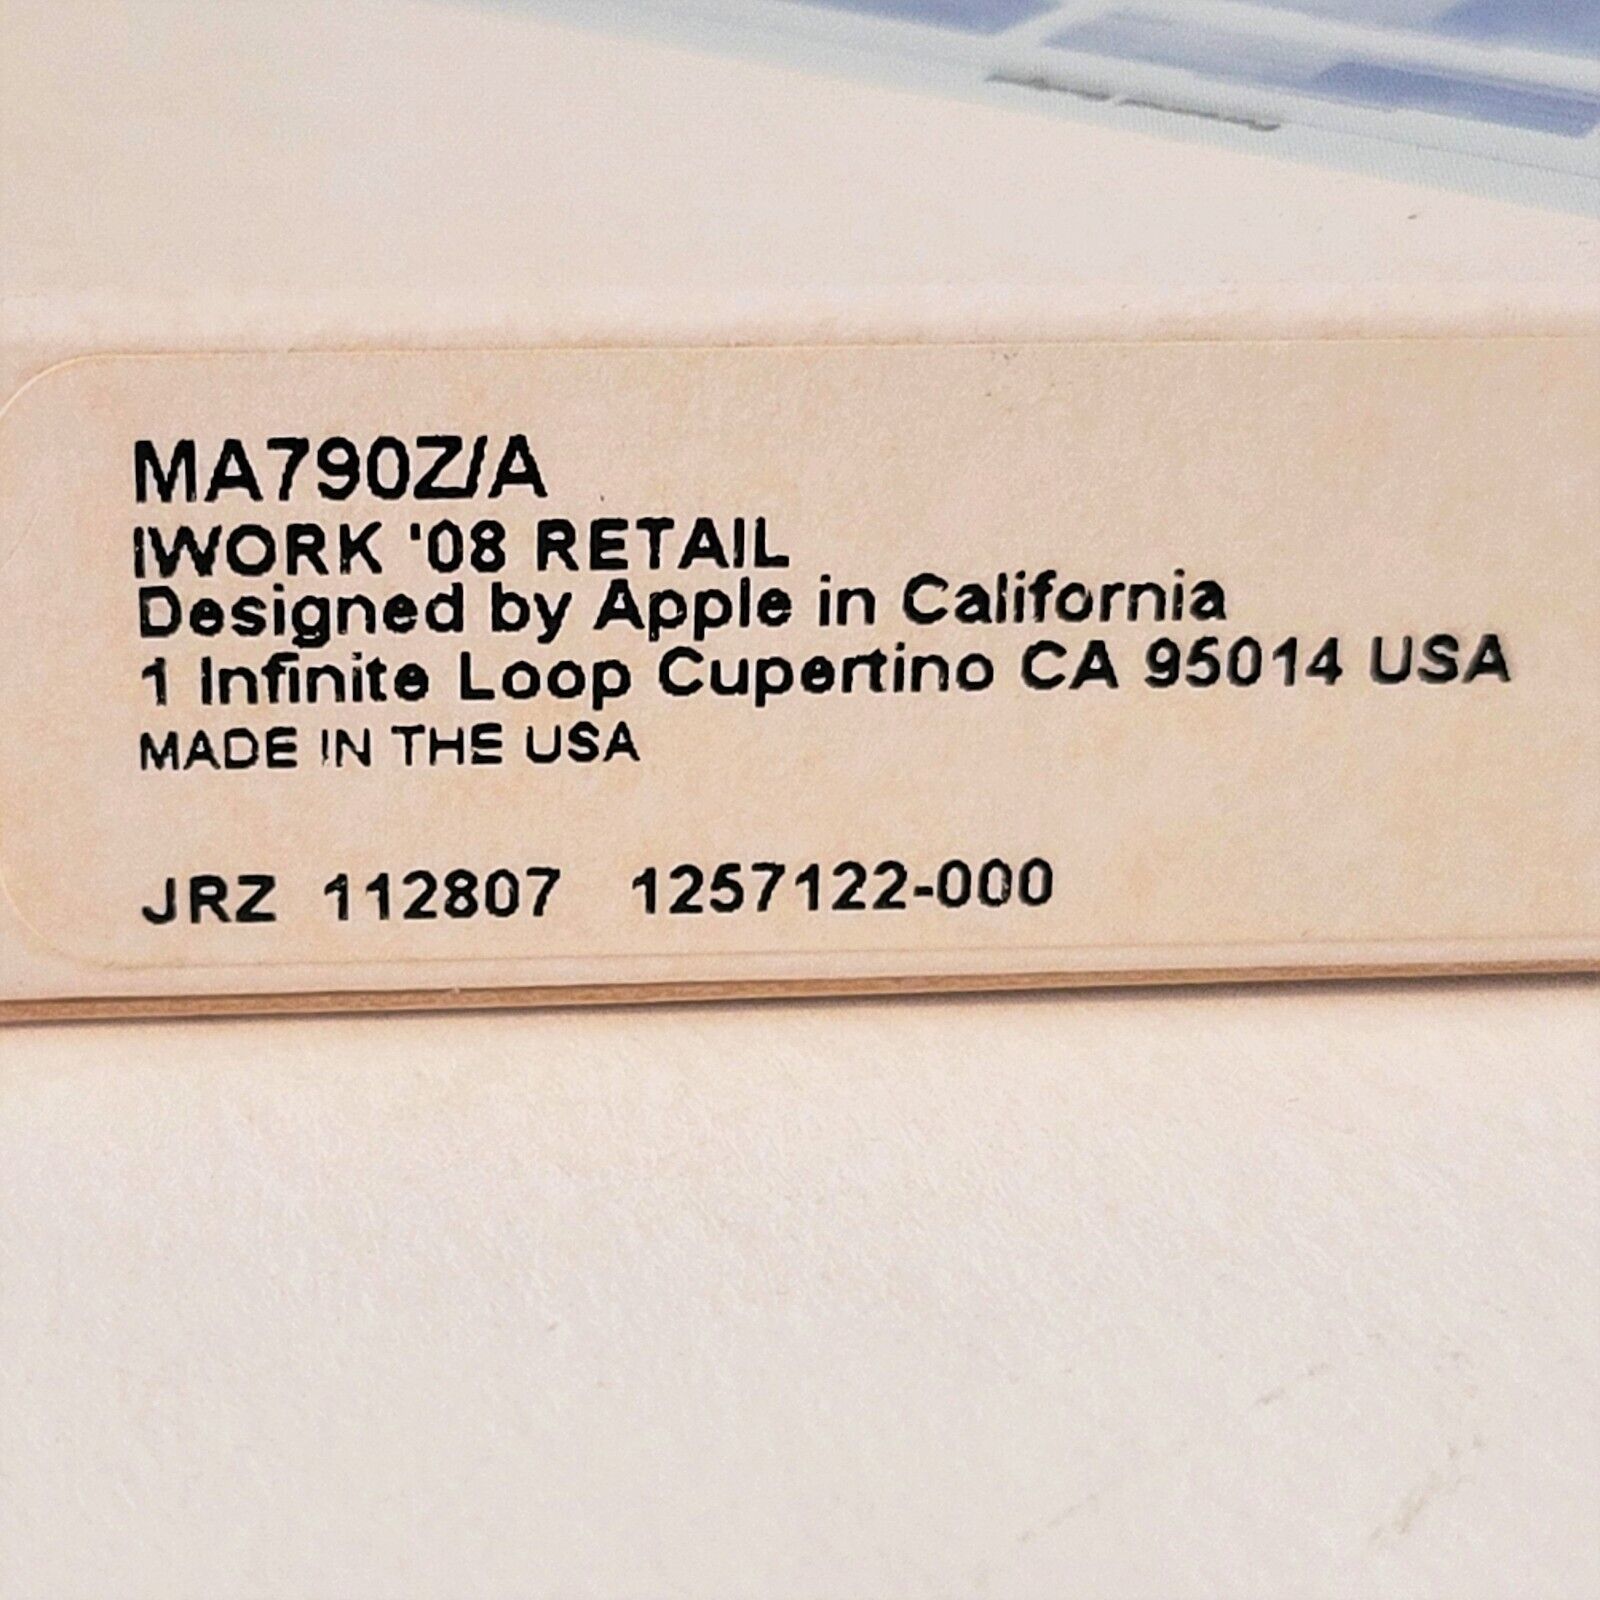 MA790Z/A
IWORK '08 RETAIL
Designed by Apple in California
1 Infinite Loop Cupertino CA 95014 USA
MADE IN THE USA
JRZ 112807 1257122-000